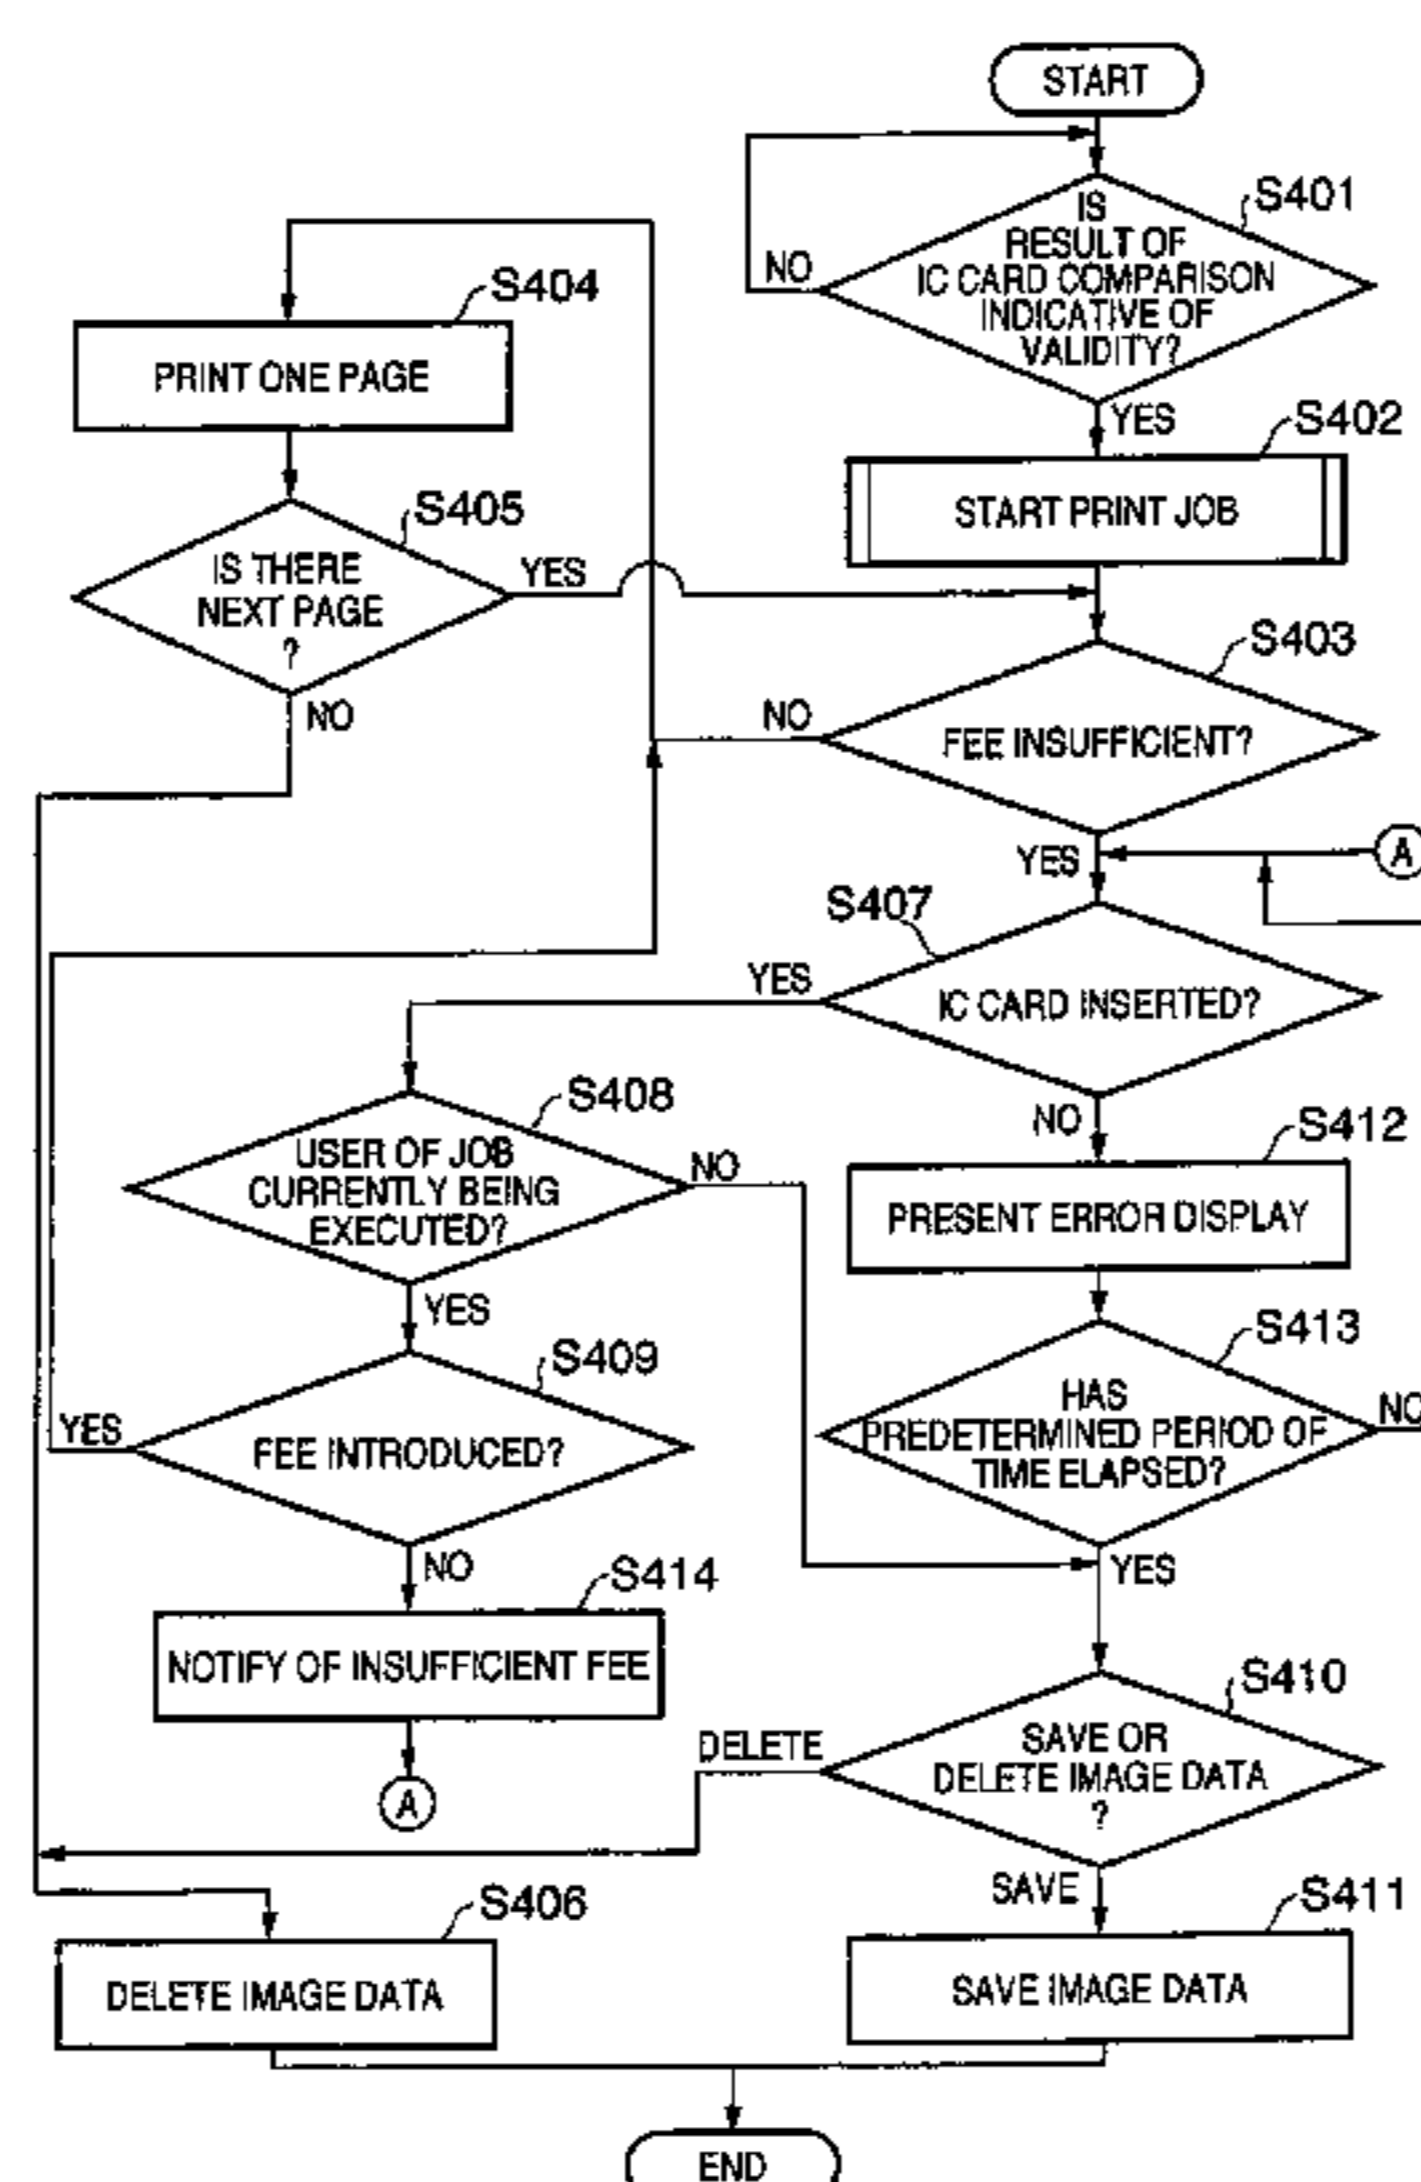 START
S401
IS
RESULT OF
IC CARD COMPARISON
INDICATIVE OF
VALIDITY?
NO
YES
S404
PRINT ONE PAGE
S402
START PRINT JOB
S405
IS THERE
NEXT PAGE
?
YES
NO
S403
FEE INSUFFICIENT?
NO
YES
A
S407
IC CARD INSERTED?
YES
NO
S408
USER OF JOB
CURRENTLY BEING
EXECUTED?
NO
YES
S412
PRESENT ERROR DISPLAY
S409
FEE INTRODUCED?
YES
NO
S413
HAS
PREDETERMINED PERIOD OF
TIME ELAPSED?
NO
YES
S414
NOTIFY OF INSUFFICIENT FEE
A
S410
SAVE OR
DELETE IMAGE DATA
?
DELETE
SAVE
S406
DELETE IMAGE DATA
S411
SAVE IMAGE DATA
END